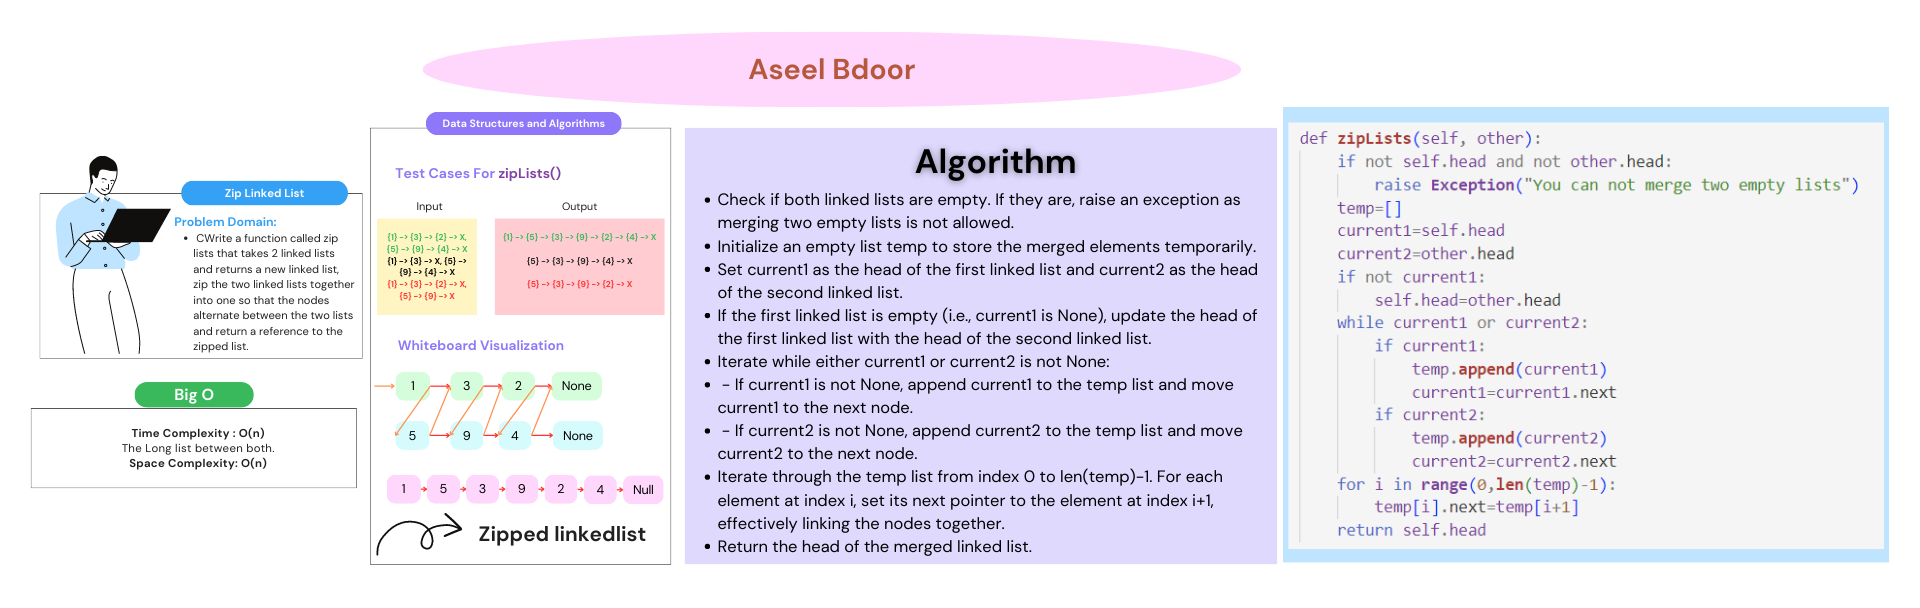 Aseel Bdoor
Zip Linked List
Problem Domain:
• CWrite a function called zip
lists that takes 2 linked lists
and returns a new linked list,
zip the two linked lists together
into one so that the nodes
alternate between the two lists
and return a reference to the
zipped list.
Big O
Time Complexity : O(n)
The Long list between both.
Space Complexity: O(n)
Data Structures and Algorithms
Test Cases For zipLists()
Input
{1} -> {3} -> {2} -> X,
{5} -> {9} -> {4} -> X
{1} -> {3} -> X, {5} ->
{9} -> {4} -> X
{1} -> {3} -> {2} -> X,
{5} -> {9} -> X
Output
{1} -> {5} -> {3} -> {9} -> {2} -> {4} -> X
{5} -> {3} -> {9} -> {4} -> X
{5} -> {3} -> {9} -> {2} -> X
Whiteboard Visualization
1 3 2 None
5 9 4 None
1 5 3 9 2 4 Null
Zipped linkedlist
Algorithm
• Check if both linked lists are empty. If they are, raise an exception as
merging two empty lists is not allowed.
• Initialize an empty list temp to store the merged elements temporarily.
• Set current1 as the head of the first linked list and current2 as the head
of the second linked list.
• If the first linked list is empty (i.e., current1 is None), update the head of
the first linked list with the head of the second linked list.
• Iterate while either current1 or current2 is not None:
• - If current1 is not None, append current1 to the temp list and move
current1 to the next node.
• - If current2 is not None, append current2 to the temp list and move
current2 to the next node.
• Iterate through the temp list from index 0 to len(temp)-1. For each
element at index i, set its next pointer to the element at index i+1,
effectively linking the nodes together.
• Return the head of the merged linked list.
def zipLists(self, other):
if not self.head and not other.head:
raise Exception("You can not merge two empty lists")
temp=[]
current1=self.head
current2=other.head
if not current1:
self.head=other.head
while current1 or current2:
if current1:
temp.append(current1)
current1=current1.next
if current2:
temp.append(current2)
current2=current2.next
for i in range(0,len(temp)-1):
temp[i].next=temp[i+1]
return self.head